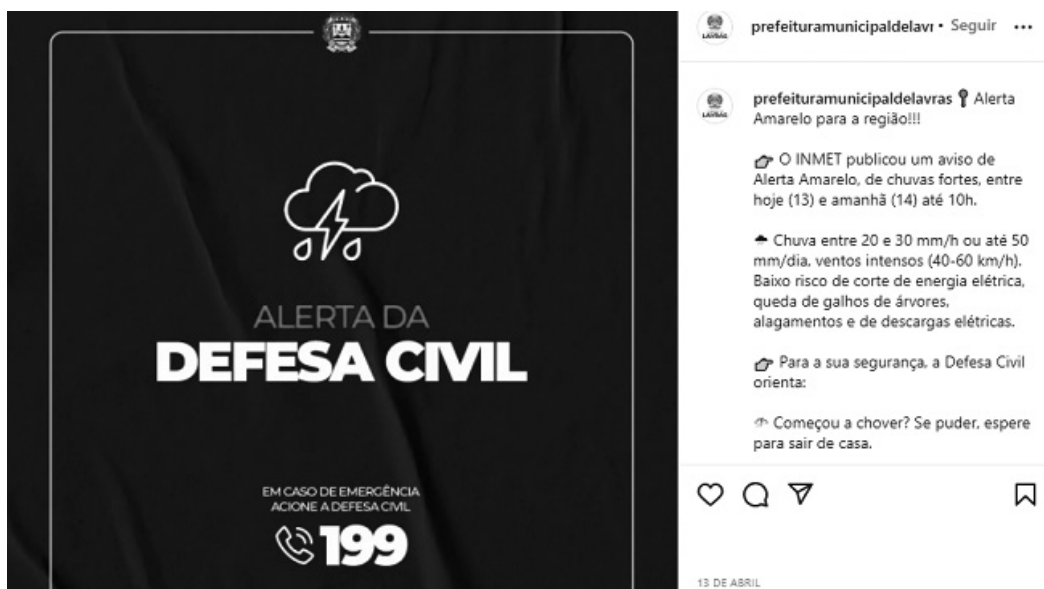 ALERTA DA
DEFESA CIVIL
EM CASO DE EMERGÊNCIA
ACIONE A DEFESA CIVIL
199
prefeituramunicipaldelavr • Seguir
prefeituramunicipaldelavras Alerta
Amarelo para a região!!!
O INMET publicou um aviso de
Alerta Amarelo, de chuvas fortes, entre
hoje (13) e amanhã (14) até 10h.
Chuva entre 20 e 30 mm/h ou até 50
mm/dia, ventos intensos (40-60 km/h).
Baixo risco de corte de energia elétrica,
queda de galhos de árvores,
alagamentos e de descargas elétricas.
Para a sua segurança, a Defesa Civil
orienta:
Começou a chover? Se puder, espere
para sair de casa.
13 DE ABRIL